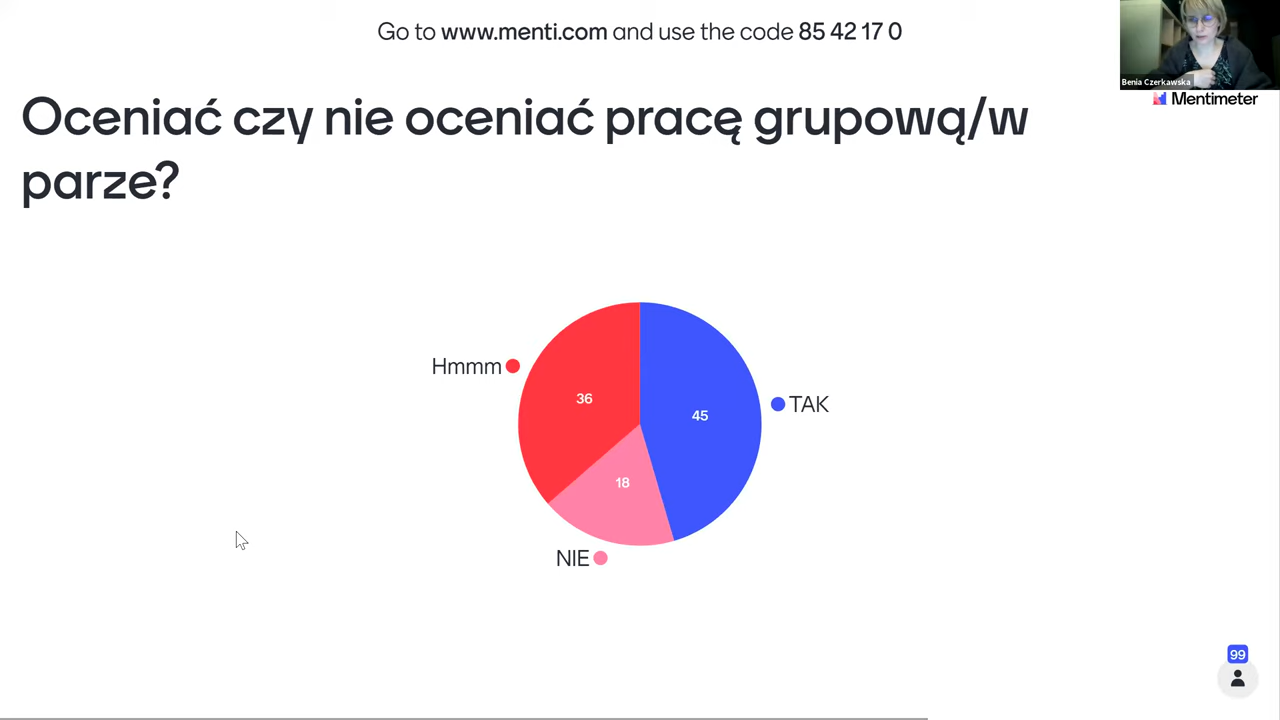 Go to www.menti.com and use the code 85 42 17 0
Benia Czerkawska
Mentimeter
Oceniać czy nie oceniać pracę grupową/w
parze?
Hmmm
36
45
TAK
18
NIE
99